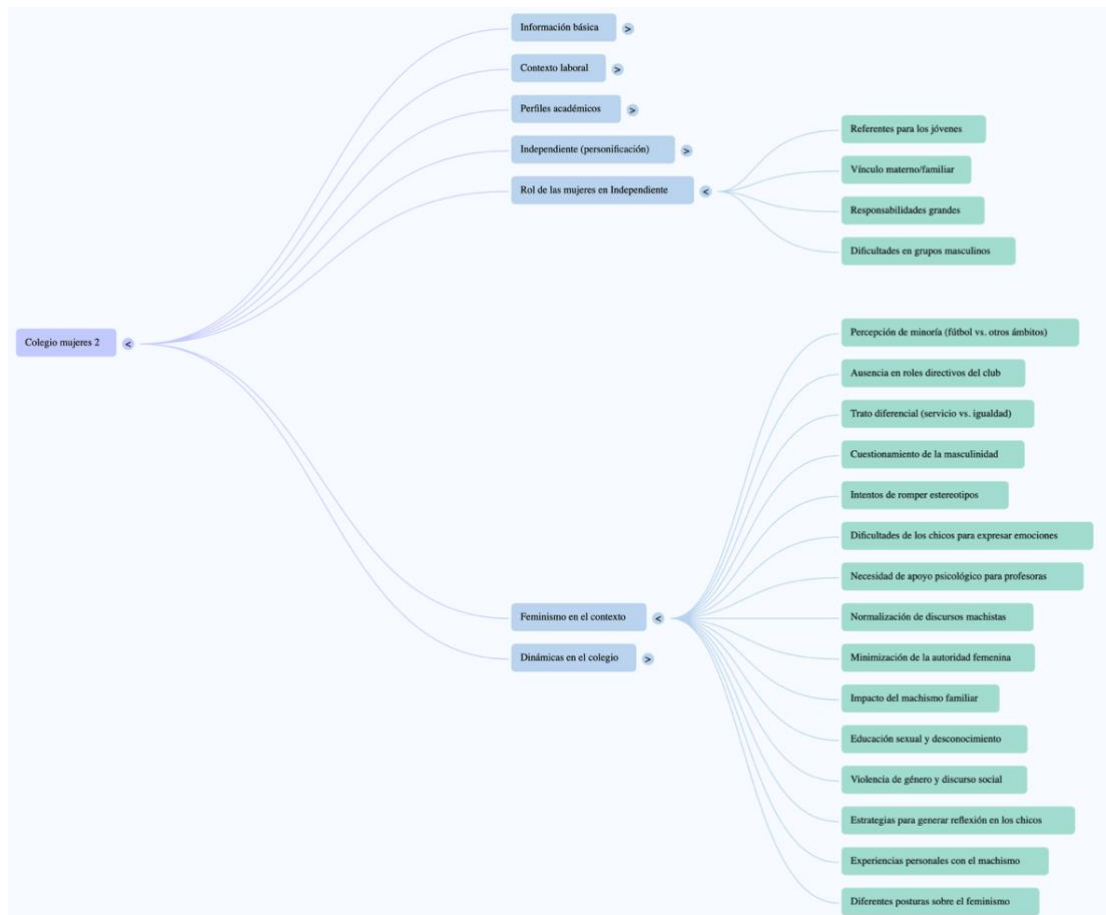 Información básica
>
Contexto laboral
>
Perfiles académicos
>
Independiente (personificación)
>
Rol de las mujeres en Independiente
<
Referentes para los jóvenes
Vínculo materno/familiar
Responsabilidades grandes
Dificultades en grupos masculinos
Colegio mujeres 2
<
Feminismo en el contexto
<
Dinámicas en el colegio
>
Percepción de minoría (fútbol vs. otros ámbitos)
Ausencia en roles directivos del club
Trato diferencial (servicio vs. igualdad)
Cuestionamiento de la masculinidad
Intentos de romper estereotipos
Dificultades de los chicos para expresar emociones
Necesidad de apoyo psicológico para profesoras
Normalización de discursos machistas
Minimización de la autoridad femenina
Impacto del machismo familiar
Educación sexual y desconocimiento
Violencia de género y discurso social
Estrategias para generar reflexión en los chicos
Experiencias personales con el machismo
Diferentes posturas sobre el feminismo